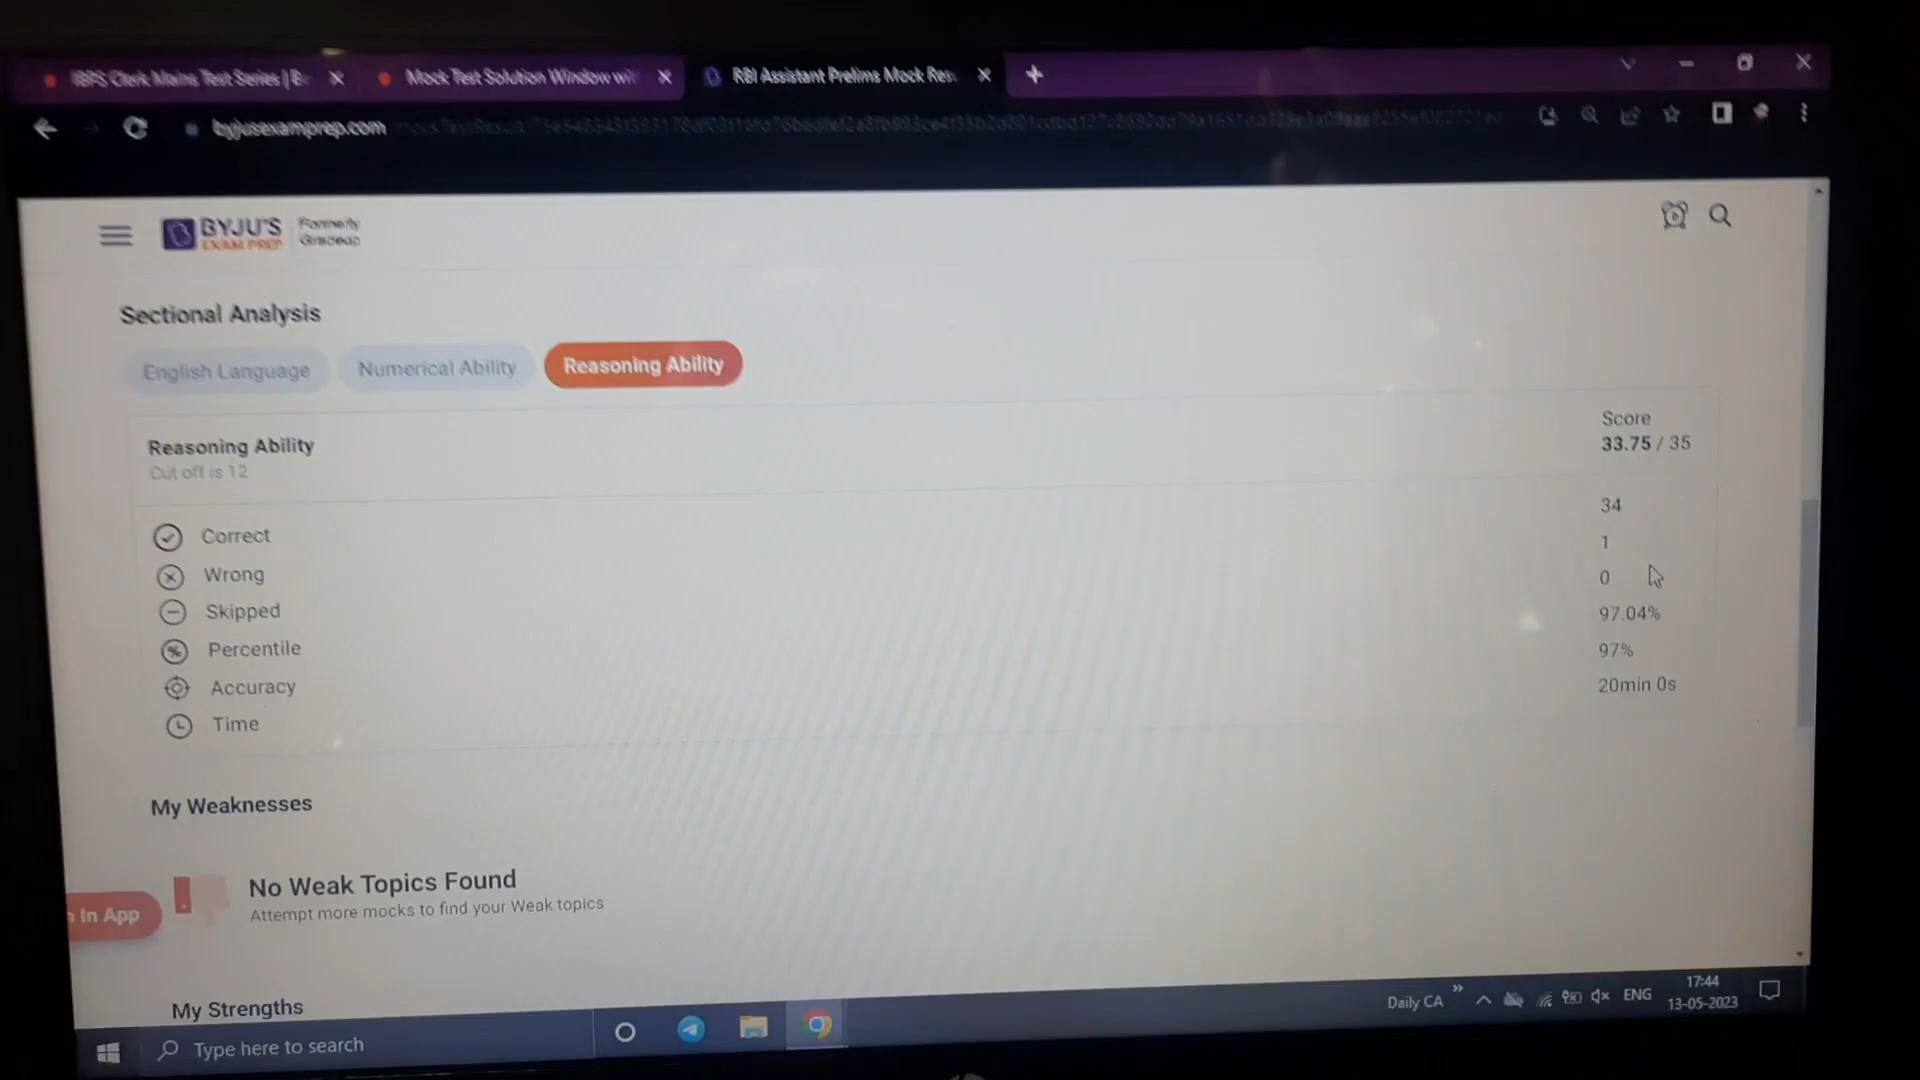 IBPS Clerk Mains Test Series | B
Mock Test Solution Window wit
RBI Assistant Prelims Mock Res
byjusexamprep.com
BYJU'S
EXAM PREP
Formerly
Gradeup
Sectional Analysis
English Language
Numerical Ability
Reasoning Ability
Reasoning Ability
Cut off is 12
Score
33.75 / 35
Correct
34
Wrong
1
Skipped
0
Percentile
97.04%
Accuracy
97%
Time
20min 0s
My Weaknesses
No Weak Topics Found
Attempt more mocks to find your Weak topics
In App
My Strengths
Type here to search
Daily CA
ENG
17:44
13-05-2023